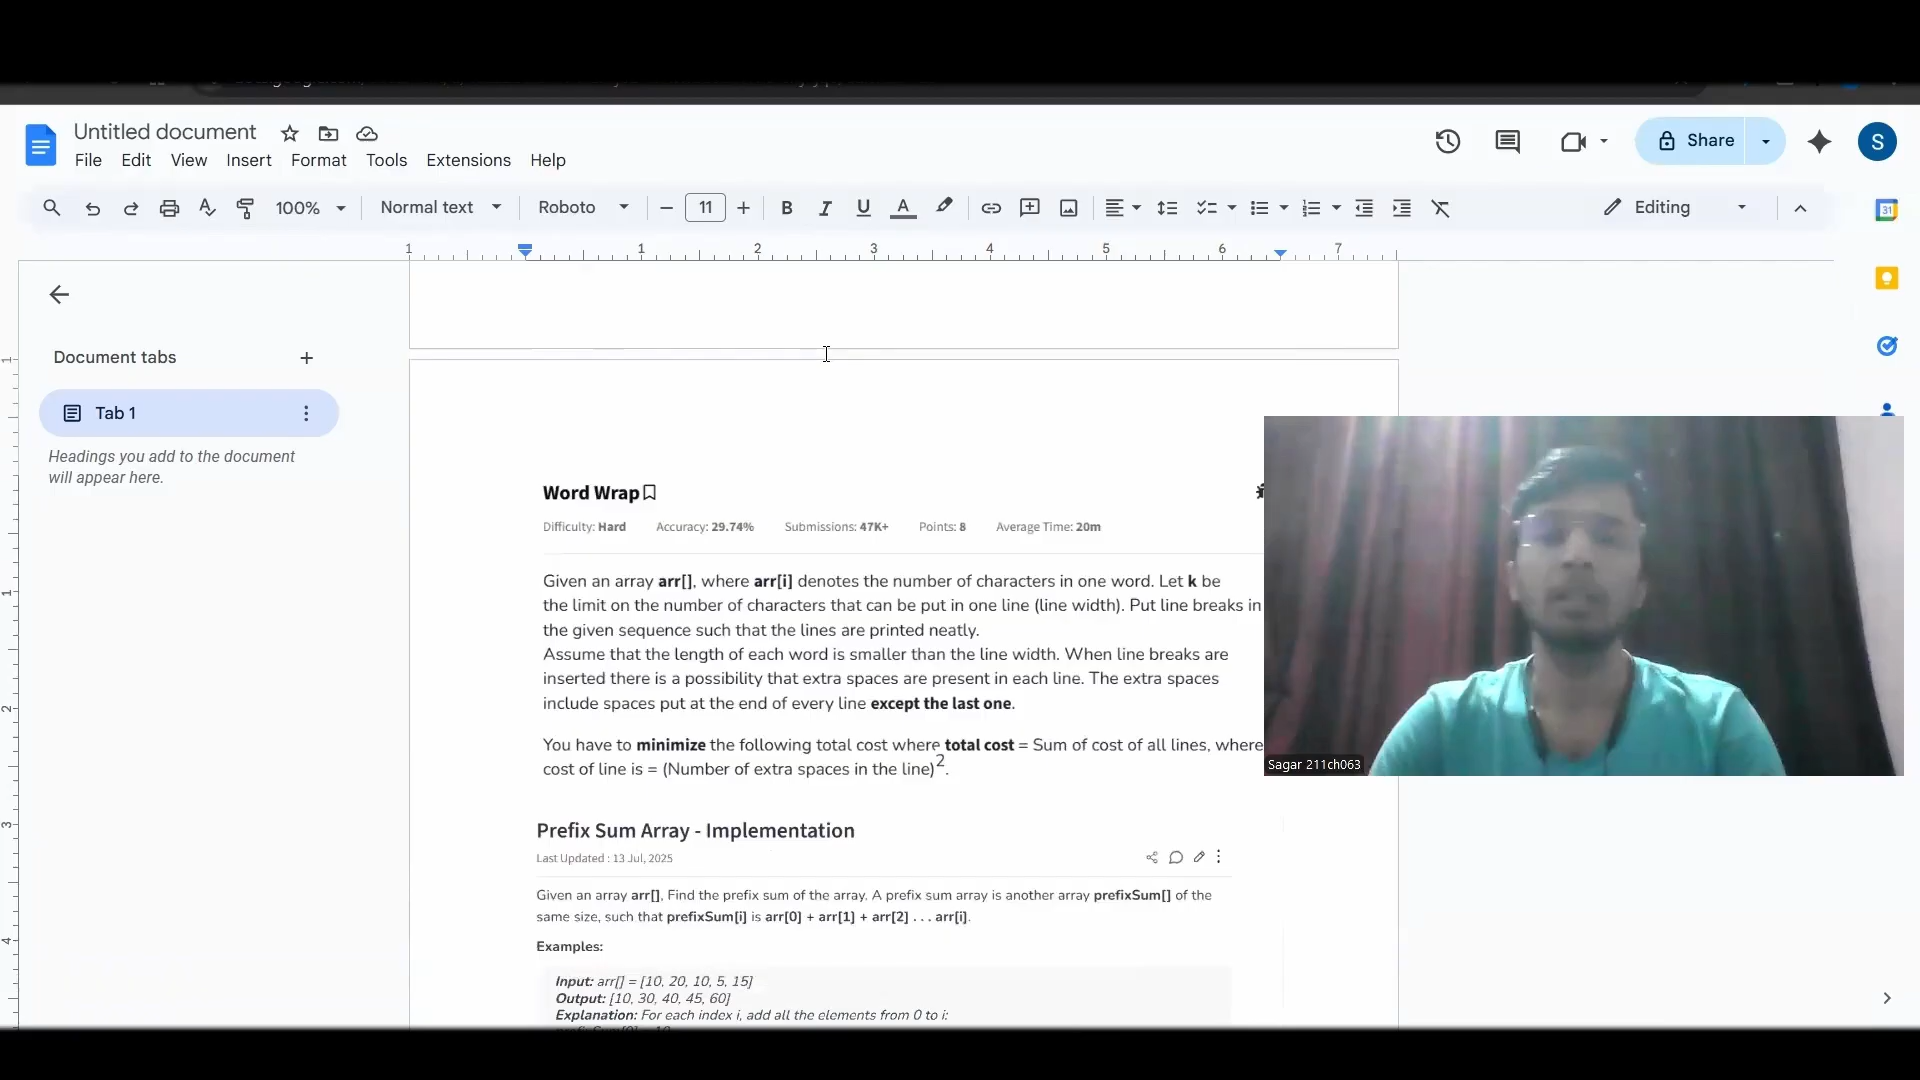 Untitled document
File Edit View Insert Format Tools Extensions Help
Share
S
100% Normal text Roboto 11 Editing
1 1 2 3 4 5 6 7
Document tabs
Tab 1
Headings you add to the document
will appear here.
Word Wrap
Difficulty: Hard Accuracy: 29.74% Submissions: 47K+ Points: 8 Average Time: 20m
Given an array arr[], where arr[i] denotes the number of characters in one word. Let k be
the limit on the number of characters that can be put in one line (line width). Put line breaks in
the given sequence such that the lines are printed neatly.
Assume that the length of each word is smaller than the line width. When line breaks are
inserted there is a possibility that extra spaces are present in each line. The extra spaces
include spaces put at the end of every line except the last one.
You have to minimize the following total cost where total cost = Sum of cost of all lines, where
cost of line is = (Number of extra spaces in the line)2.
Prefix Sum Array - Implementation
Last Updated : 13 Jul, 2025
Given an array arr[], Find the prefix sum of the array. A prefix sum array is another array prefixSum[] of the
same size, such that prefixSum[i] is arr[0] + arr[1] + arr[2] . . . arr[i].
Examples:
Input: arr[] = [10, 20, 10, 5, 15]
Output: [10, 30, 40, 45, 60]
Explanation: For each index i, add all the elements from 0 to i:
Sagar 211ch063